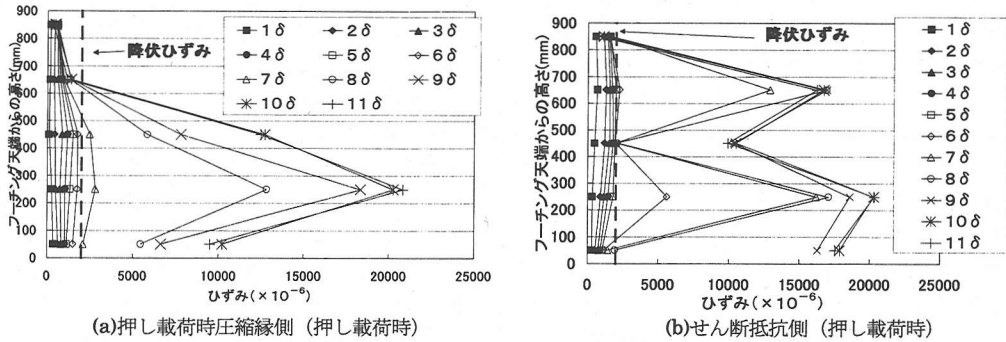 フーチング天端からの高さ(mm)
900
800
700
600
500
400
300
200
100
0
0 5000 10000 15000 20000 25000
ひずみ(×10⁻⁶)
降伏ひずみ
1δ 2δ 3δ
4δ 5δ 6δ
7δ 8δ 9δ
10δ 11δ
(a)押し載荷時圧縮縁側（押し載荷時）
フーチング天端からの高さ(mm)
900
800
700
600
500
400
300
200
100
0
0 5000 10000 15000 20000 25000
ひずみ(×10⁻⁶)
降伏ひずみ
1δ
2δ
3δ
4δ
5δ
6δ
7δ
8δ
9δ
10δ
11δ
(b)せん断抵抗側（押し載荷時）